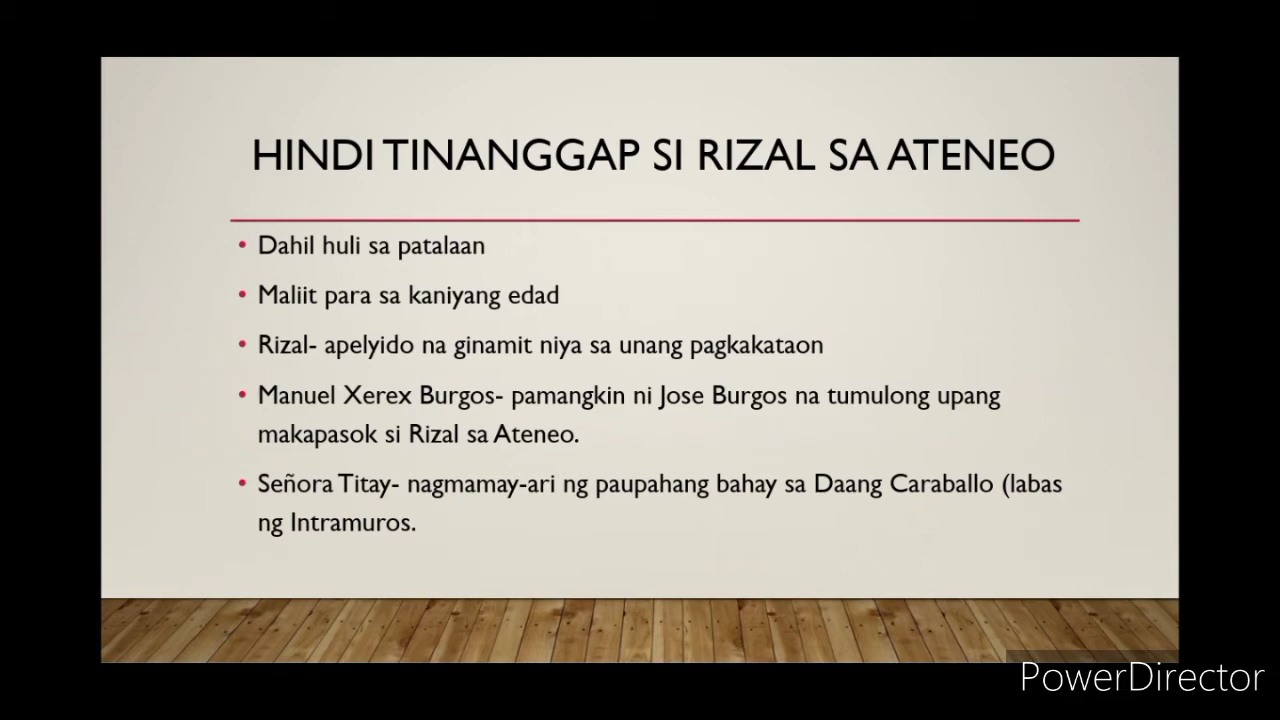 HINDI TINANGGAP SI RIZAL SA ATENEO
• Dahil huli sa patalaan
• Maliit para sa kaniyang edad
• Rizal- apelyido na ginamit niya sa unang pagkakataon
• Manuel Xerex Burgos- pamangkin ni Jose Burgos na tumulong upang
makapasok si Rizal sa Ateneo.
• Señora Titay- nagmamay-ari ng paupahang bahay sa Daang Caraballo (labas
ng Intramuros.
PowerDirector